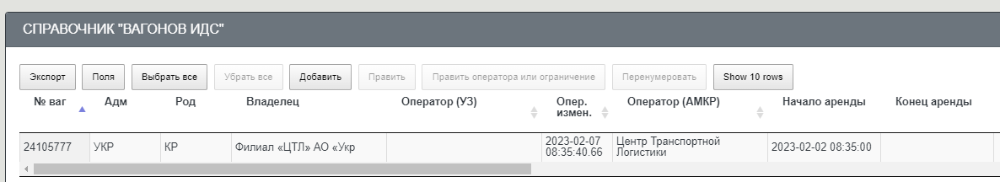 СПРАВОЧНИК "ВАГОНОВ ИДС"
Экспорт Поля Выбрать все Убрать все Добавить Править Править оператора или ограничение Перенумеровать Show 10 rows
№ ваг Адм Род Владелец Оператор (УЗ) Опер. измен. Оператор (АМКР) Начало аренды Конец аренды
24105777 УКР КР Филиал «ЦТЛ» АО «Укр 2023-02-07 08:35:40.66 Центр Транспортной Логистики 2023-02-02 08:35:00